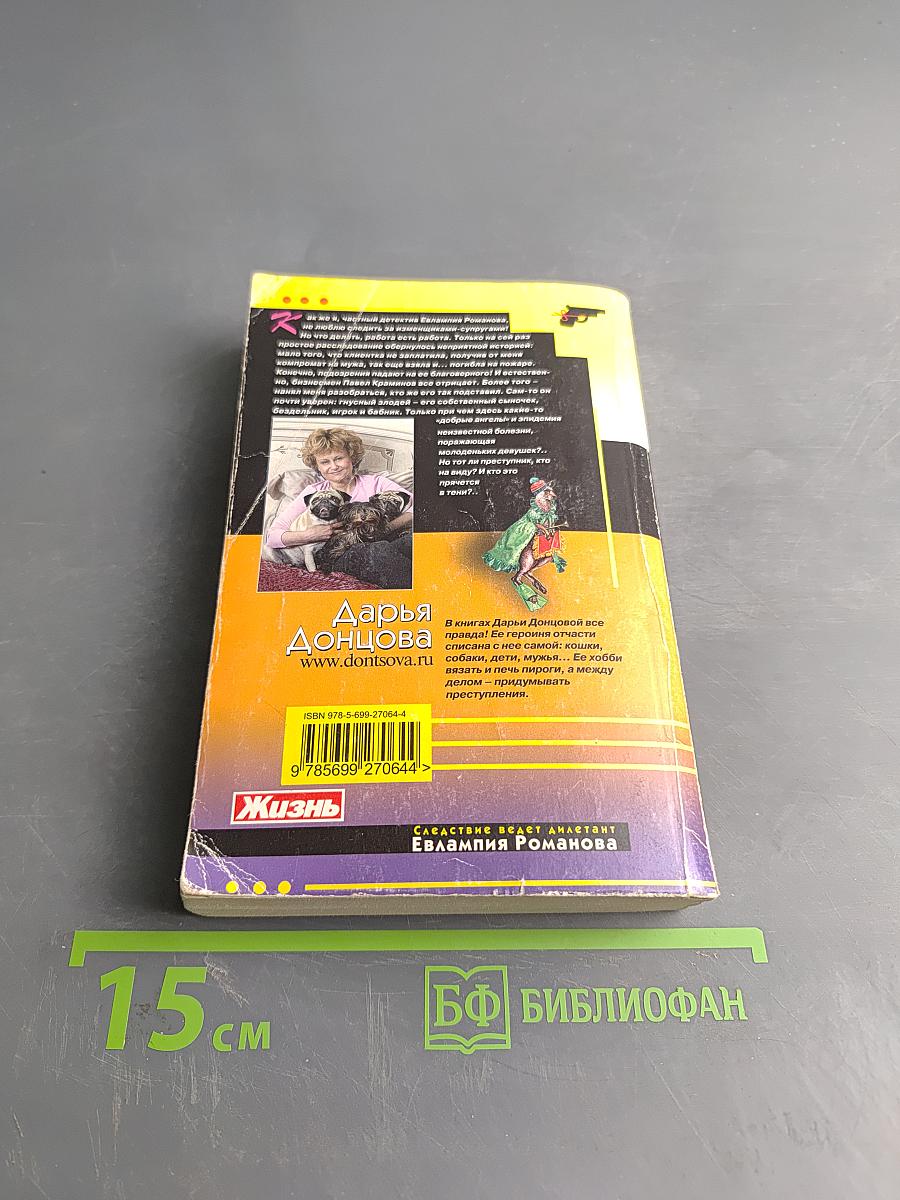 Как же я, частный детектив Евлампия Романова,
не люблю следить за изменщиками-супругами!
Но что делать, работа есть работа. Только на сей раз
простое расследование обернулось неприятной историей:
мало того, что клиентка не заплатила, получив от меня
компромат на мужа, так еще взяла и... погибла на пожаре.
Конечно, подозрения падают на ее благоверного! И естествен-
но, бизнесмен Павел Краминов все отрицает. Более того –
нанял меня разобраться, кто же его так подставил. Сам-то он
почти уверен: гнусный злодей – его собственный сыночек,
бездельник, игрок и бабник. Только при чем здесь какие-то
«добрые ангелы» и эпидемия
неизвестной болезни,
поражающая
молоденьких девушек?..
Но тот ли преступник, кто
на виду? И кто это
прячется
в тени?..
Дарья
Донцова
www.dontsova.ru
В книгах Дарьи Донцовой все
правда! Ее героиня отчасти
списана с нее самой: кошки,
собаки, дети, мужья... Ее хобби
вязать и печь пироги, а между
делом – придумывать
преступления.
ISBN 978-5-699-27064-4
9 785699 270644 >
Жизнь
Следствие ведет дилетант
Евлампия Романова
15 см
БФ БИБЛИОФАН